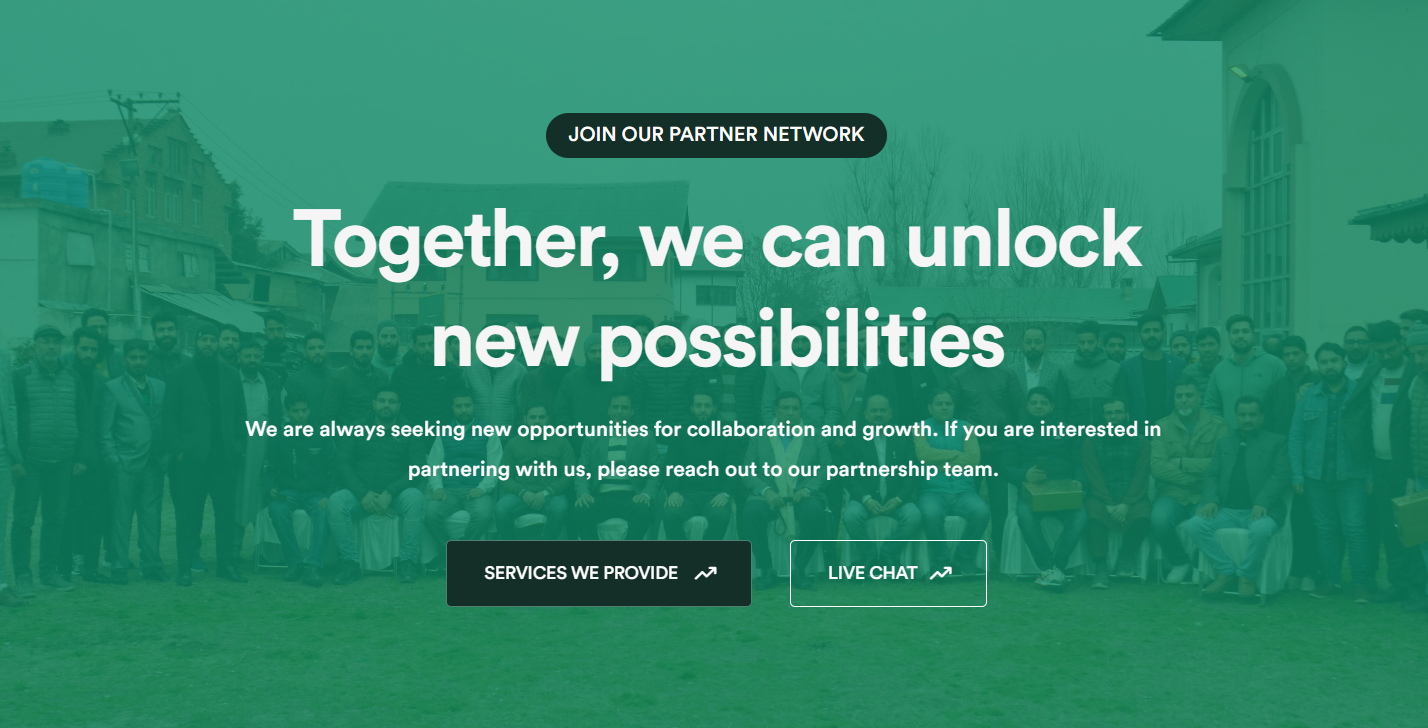 JOIN OUR PARTNER NETWORK
Together, we can unlock
new possibilities
We are always seeking new opportunities for collaboration and growth. If you are interested in
partnering with us, please reach out to our partnership team.
SERVICES WE PROVIDE
LIVE CHAT